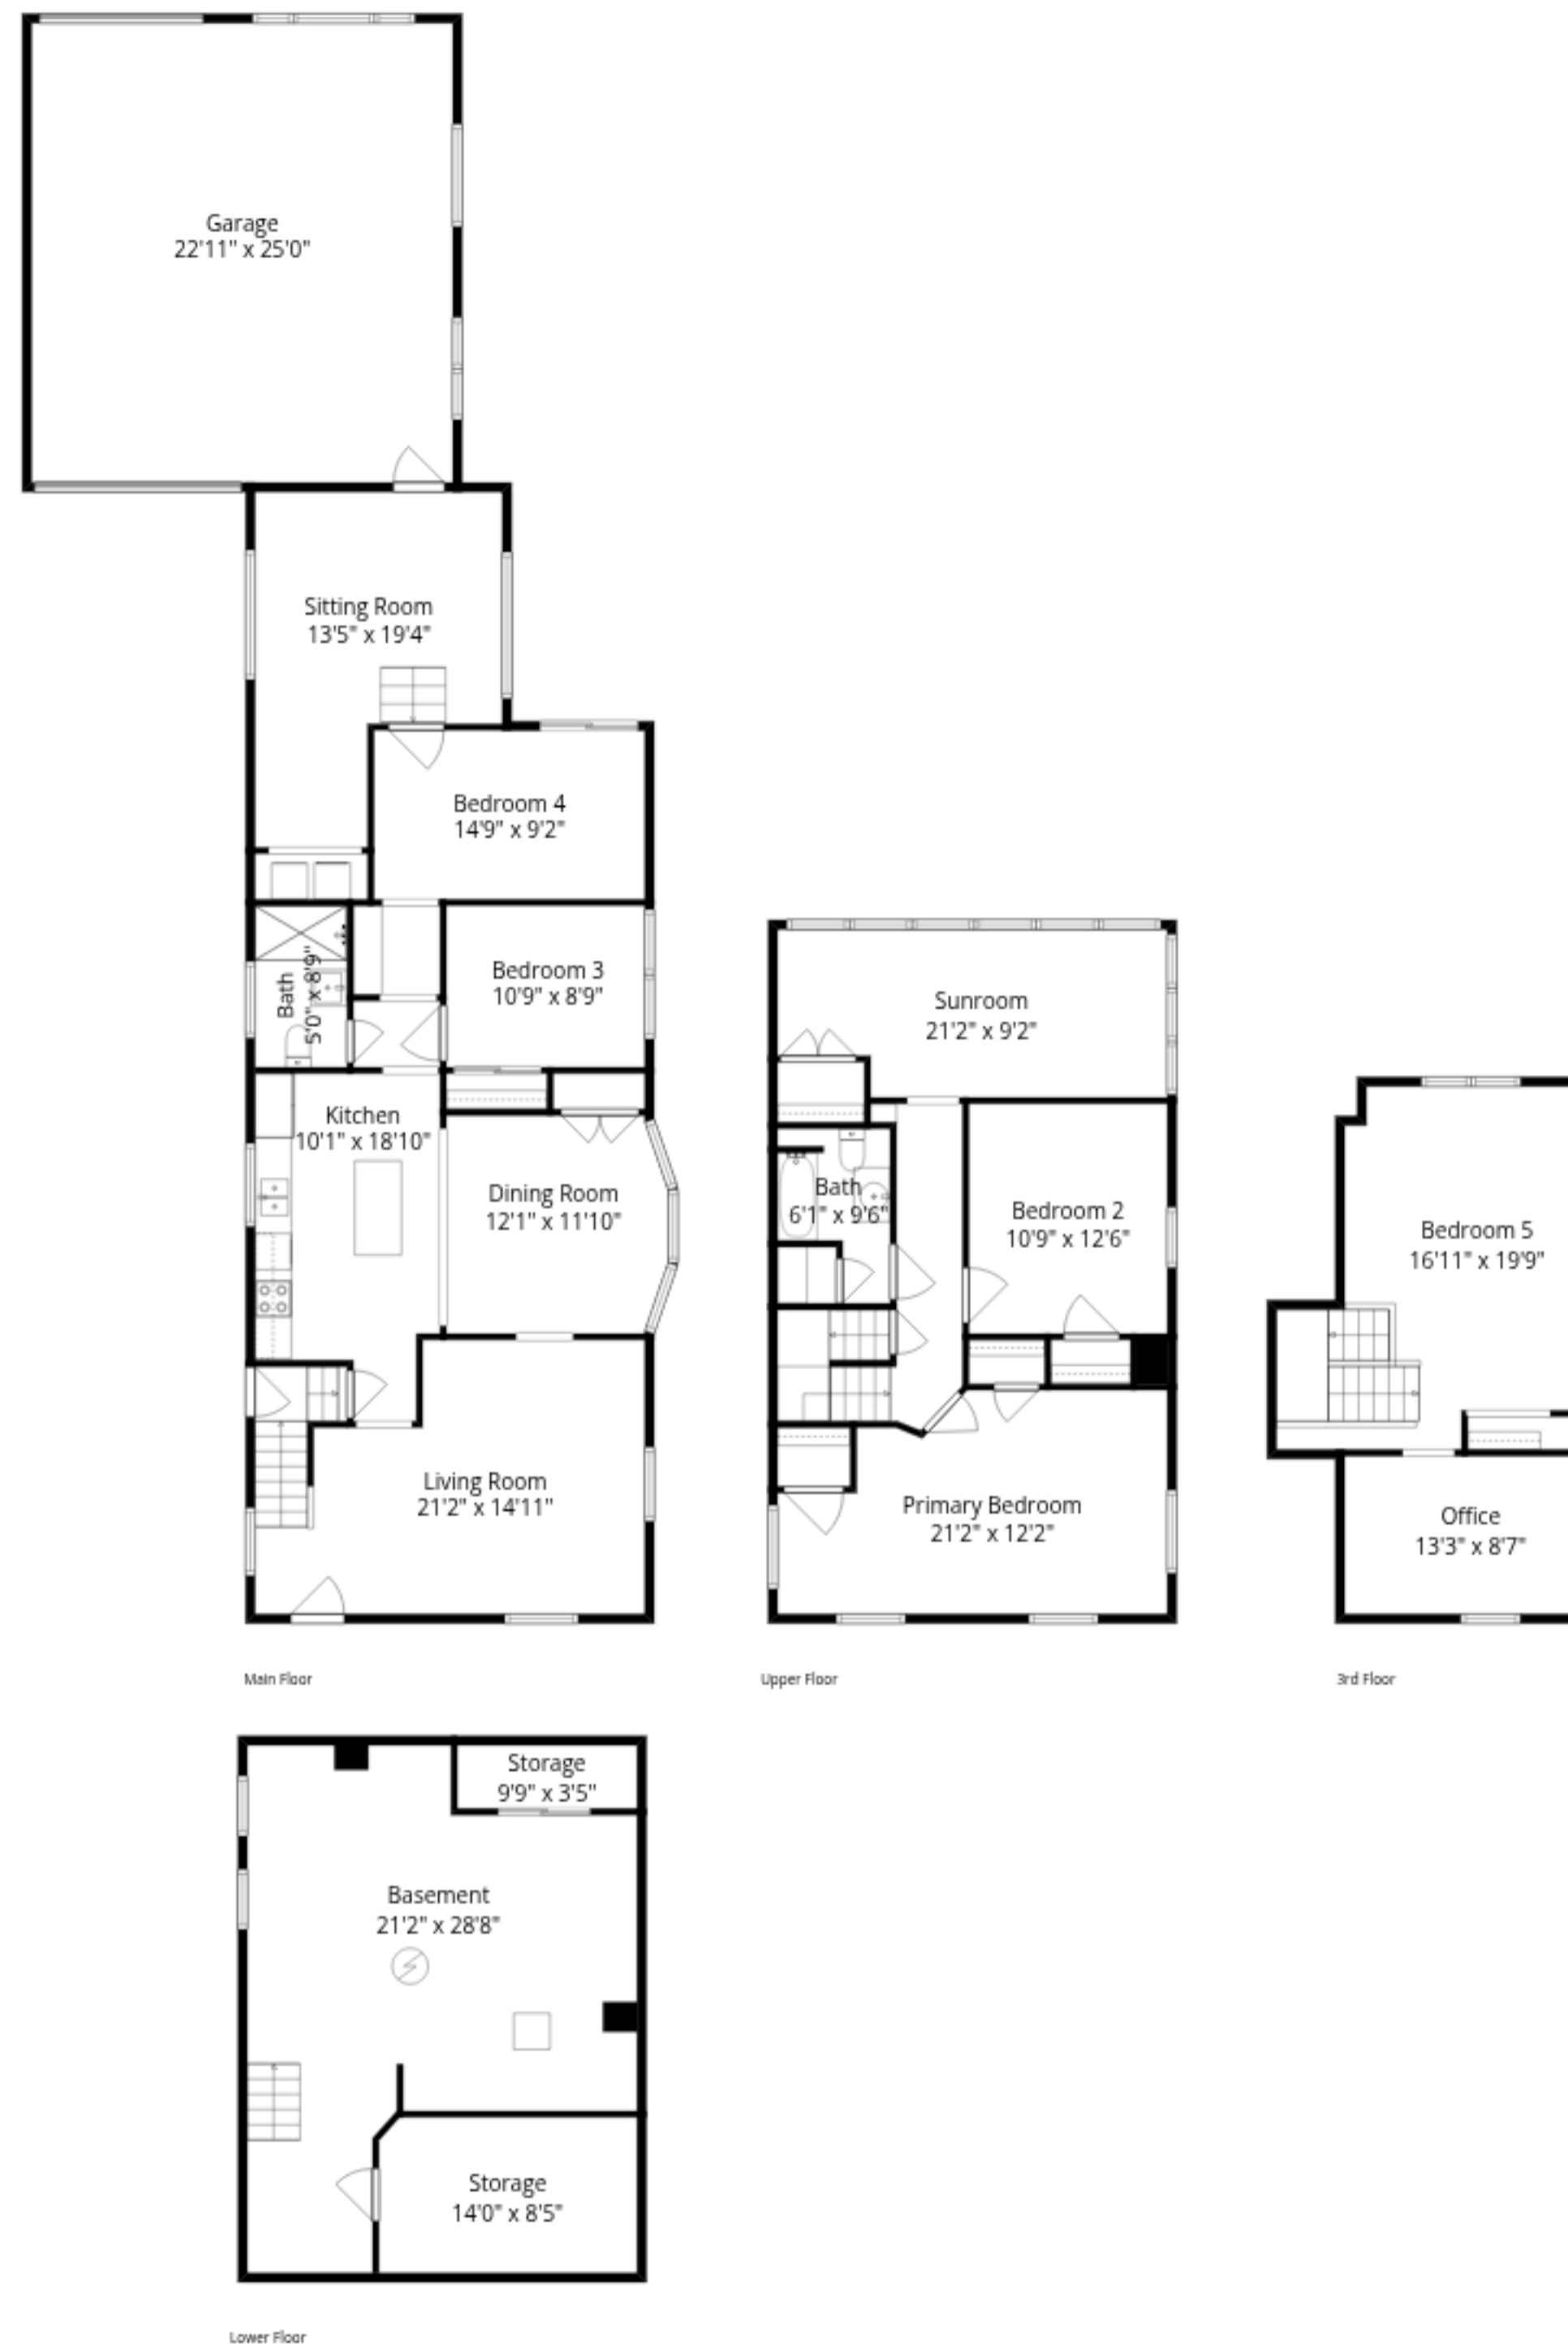 Garage
22'11" x 25'0"
Sitting Room
13'5" x 19'4"
Bedroom 4
14'9" x 9'2"
Bedroom 3
10'9" x 8'9"
Bath
5'0" x 8'9"
Kitchen
10'1" x 18'10"
Dining Room
12'1" x 11'10"
Living Room
21'2" x 14'11"
Main Floor
Sunroom
21'2" x 9'2"
Bath
6'1" x 9'6"
Bedroom 2
10'9" x 12'6"
Primary Bedroom
21'2" x 12'2"
Upper Floor
Bedroom 5
16'11" x 19'9"
Office
13'3" x 8'7"
3rd Floor
Storage
9'9" x 3'5"
Basement
21'2" x 28'8"
Storage
14'0" x 8'5"
Lower Floor